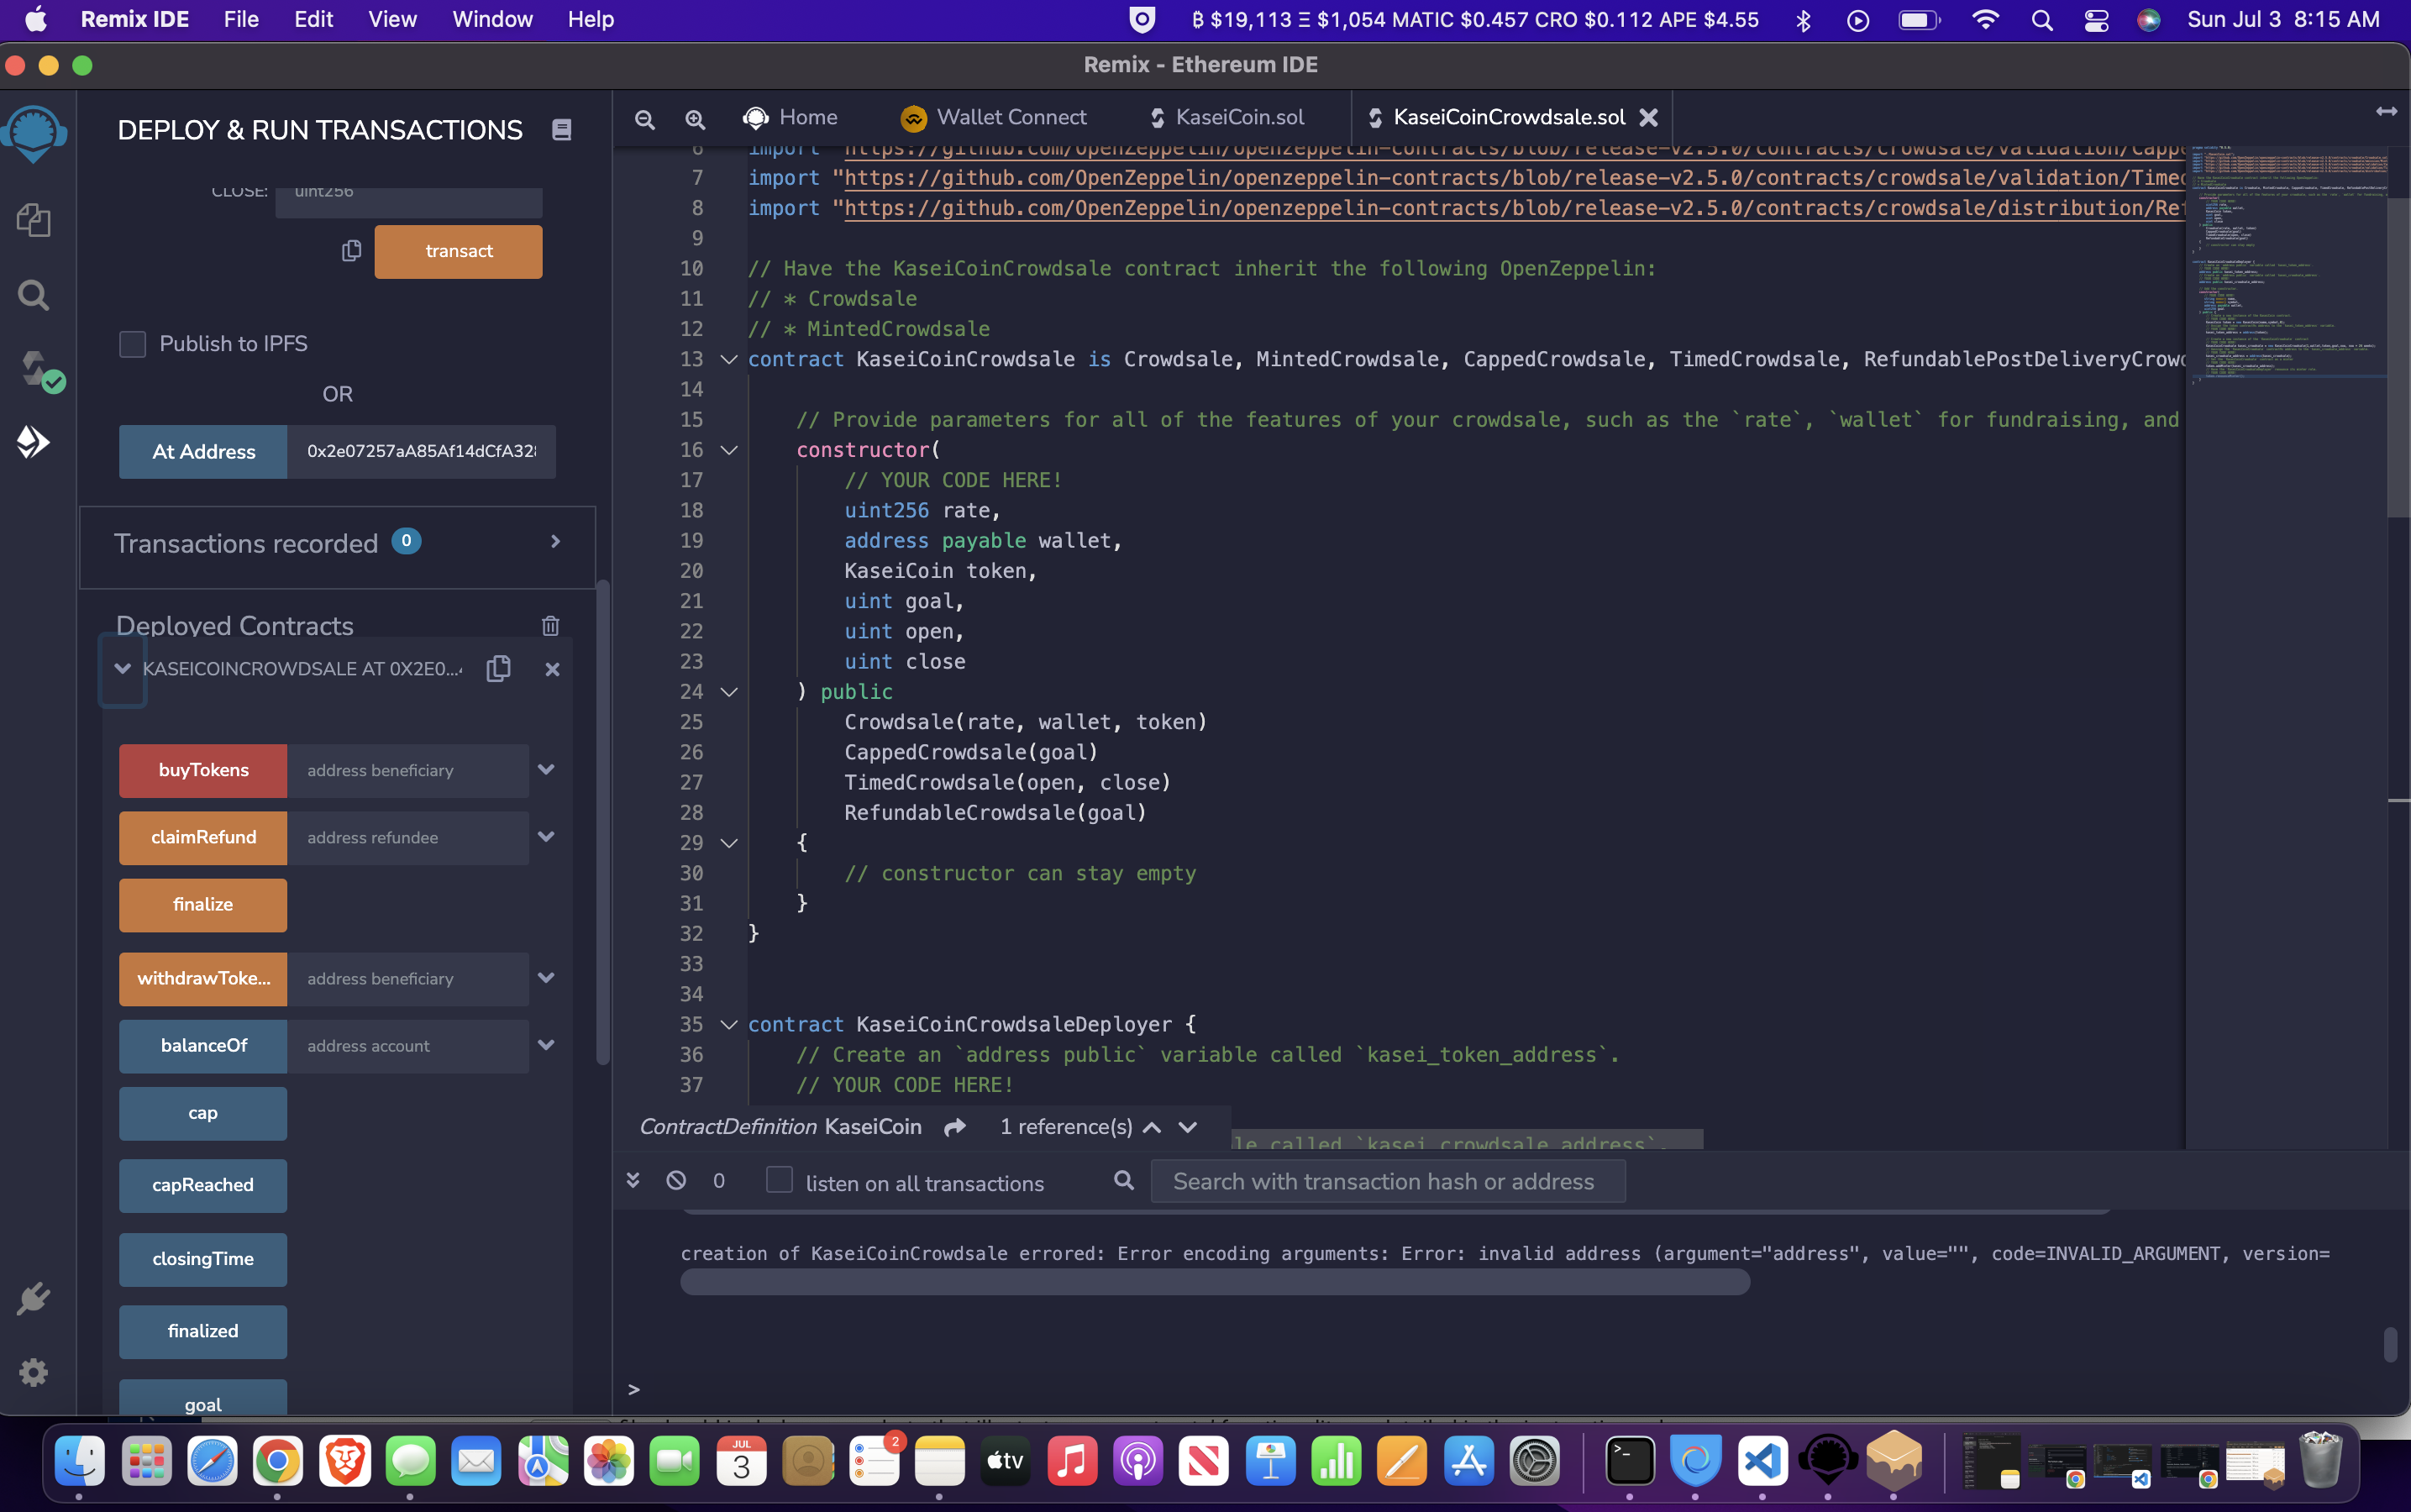 Remix IDE File Edit View Window Help
₿ $19,113 Ξ $1,054 MATIC $0.457 CRO $0.112 APE $4.55
Sun Jul 3 8:15 AM
Remix - Ethereum IDE
DEPLOY & RUN TRANSACTIONS
CLOSE: uint256
transact
Publish to IPFS
OR
At Address 0x2e07257aA85Af14dCfA32
Transactions recorded 0
Deployed Contracts
KASEICOINCROWDSALE AT 0X2E0...
buyTokens address beneficiary
claimRefund address refundee
finalize
withdrawToke... address beneficiary
balanceOf address account
cap
capReached
closingTime
finalized
goal
Home Wallet Connect KaseiCoin.sol KaseiCoinCrowdsale.sol
6 import "https://github.com/OpenZeppelin/openzeppelin-contracts/blob/release-v2.5.0/contracts/crowdsale/validation/Cappe
7 import "https://github.com/OpenZeppelin/openzeppelin-contracts/blob/release-v2.5.0/contracts/crowdsale/validation/Timed
8 import "https://github.com/OpenZeppelin/openzeppelin-contracts/blob/release-v2.5.0/contracts/crowdsale/distribution/Ref
9
10 // Have the KaseiCoinCrowdsale contract inherit the following OpenZeppelin:
11 // * Crowdsale
12 // * MintedCrowdsale
13 contract KaseiCoinCrowdsale is Crowdsale, MintedCrowdsale, CappedCrowdsale, TimedCrowdsale, RefundablePostDeliveryCrowd
14
15 // Provide parameters for all of the features of your crowdsale, such as the `rate`, `wallet` for fundraising, and
16 constructor(
17 // YOUR CODE HERE!
18 uint256 rate,
19 address payable wallet,
20 KaseiCoin token,
21 uint goal,
22 uint open,
23 uint close
24 ) public
25 Crowdsale(rate, wallet, token)
26 CappedCrowdsale(goal)
27 TimedCrowdsale(open, close)
28 RefundableCrowdsale(goal)
29 {
30 // constructor can stay empty
31 }
32 }
33
34
35 contract KaseiCoinCrowdsaleDeployer {
36 // Create an `address public` variable called `kasei_token_address`.
37 // YOUR CODE HERE!
ContractDefinition KaseiCoin 1 reference(s)
le called `kasei_crowdsale_address`.
0 listen on all transactions Search with transaction hash or address
creation of KaseiCoinCrowdsale errored: Error encoding arguments: Error: invalid address (argument="address", value="", code=INVALID_ARGUMENT, version=
>
2
JUL
3
tv